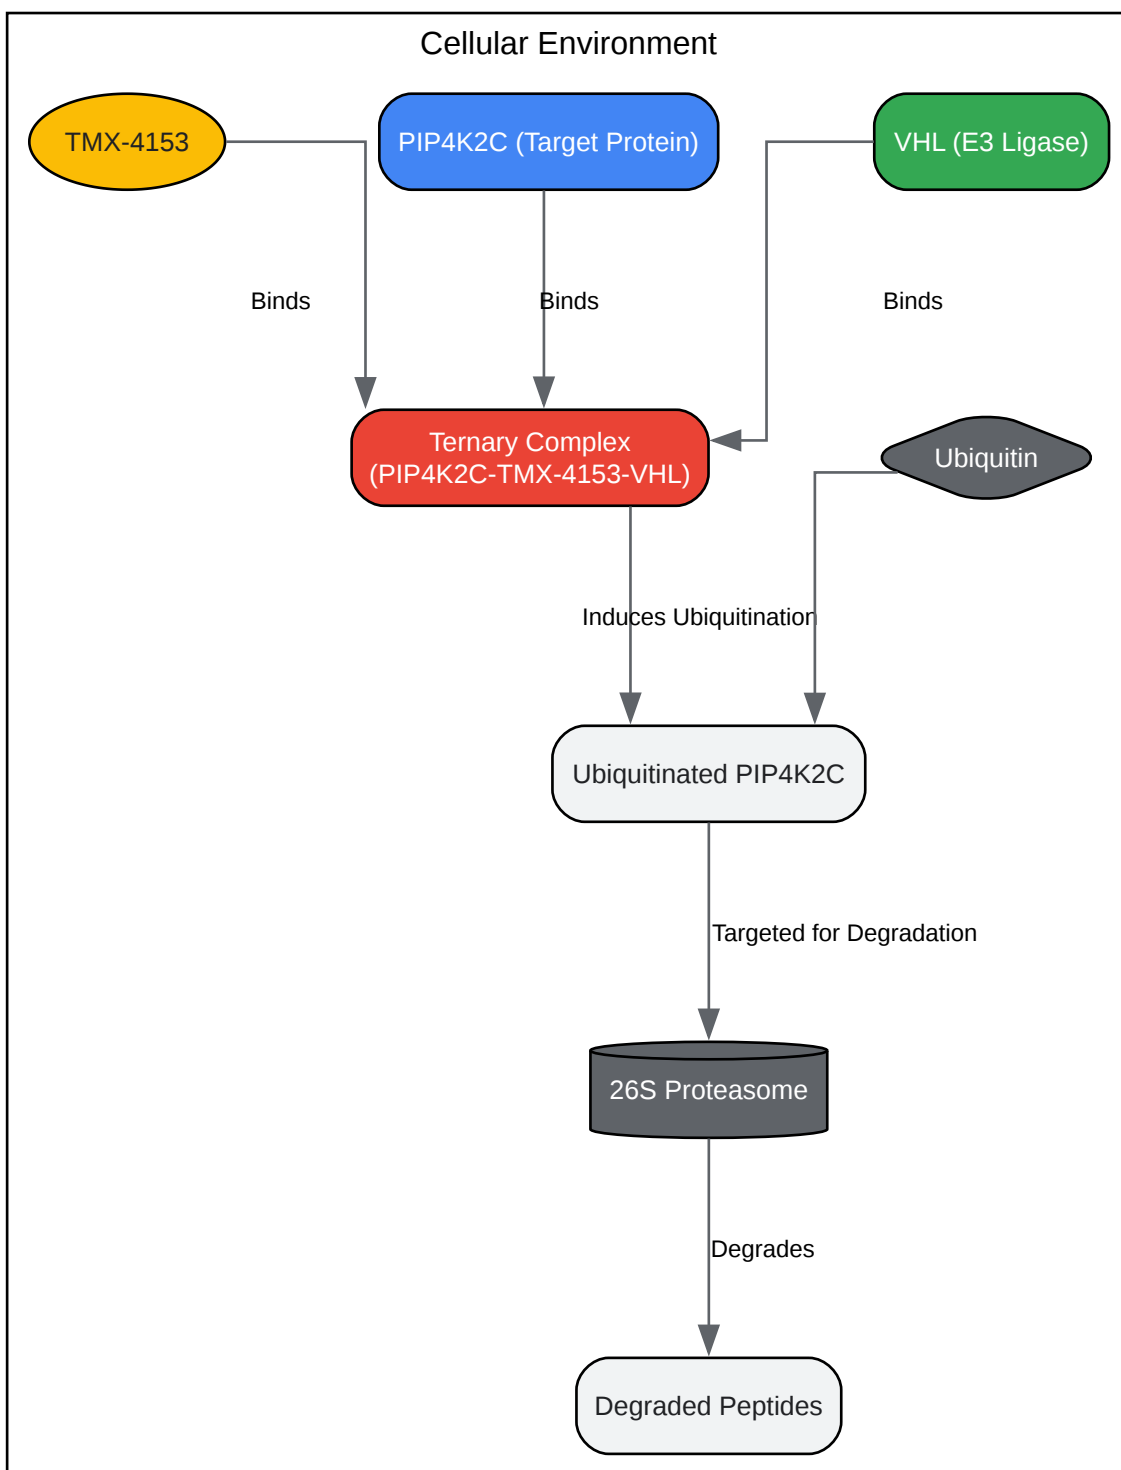 Cellular Environment
TMX-4153
PIP4K2C (Target Protein)
VHL (E3 Ligase)
Binds
Binds
Binds
Ternary Complex
(PIP4K2C-TMX-4153-VHL)
Ubiquitin
Induces Ubiquitination
Ubiquitinated PIP4K2C
Targeted for Degradation
26S Proteasome
Degrades
Degraded Peptides